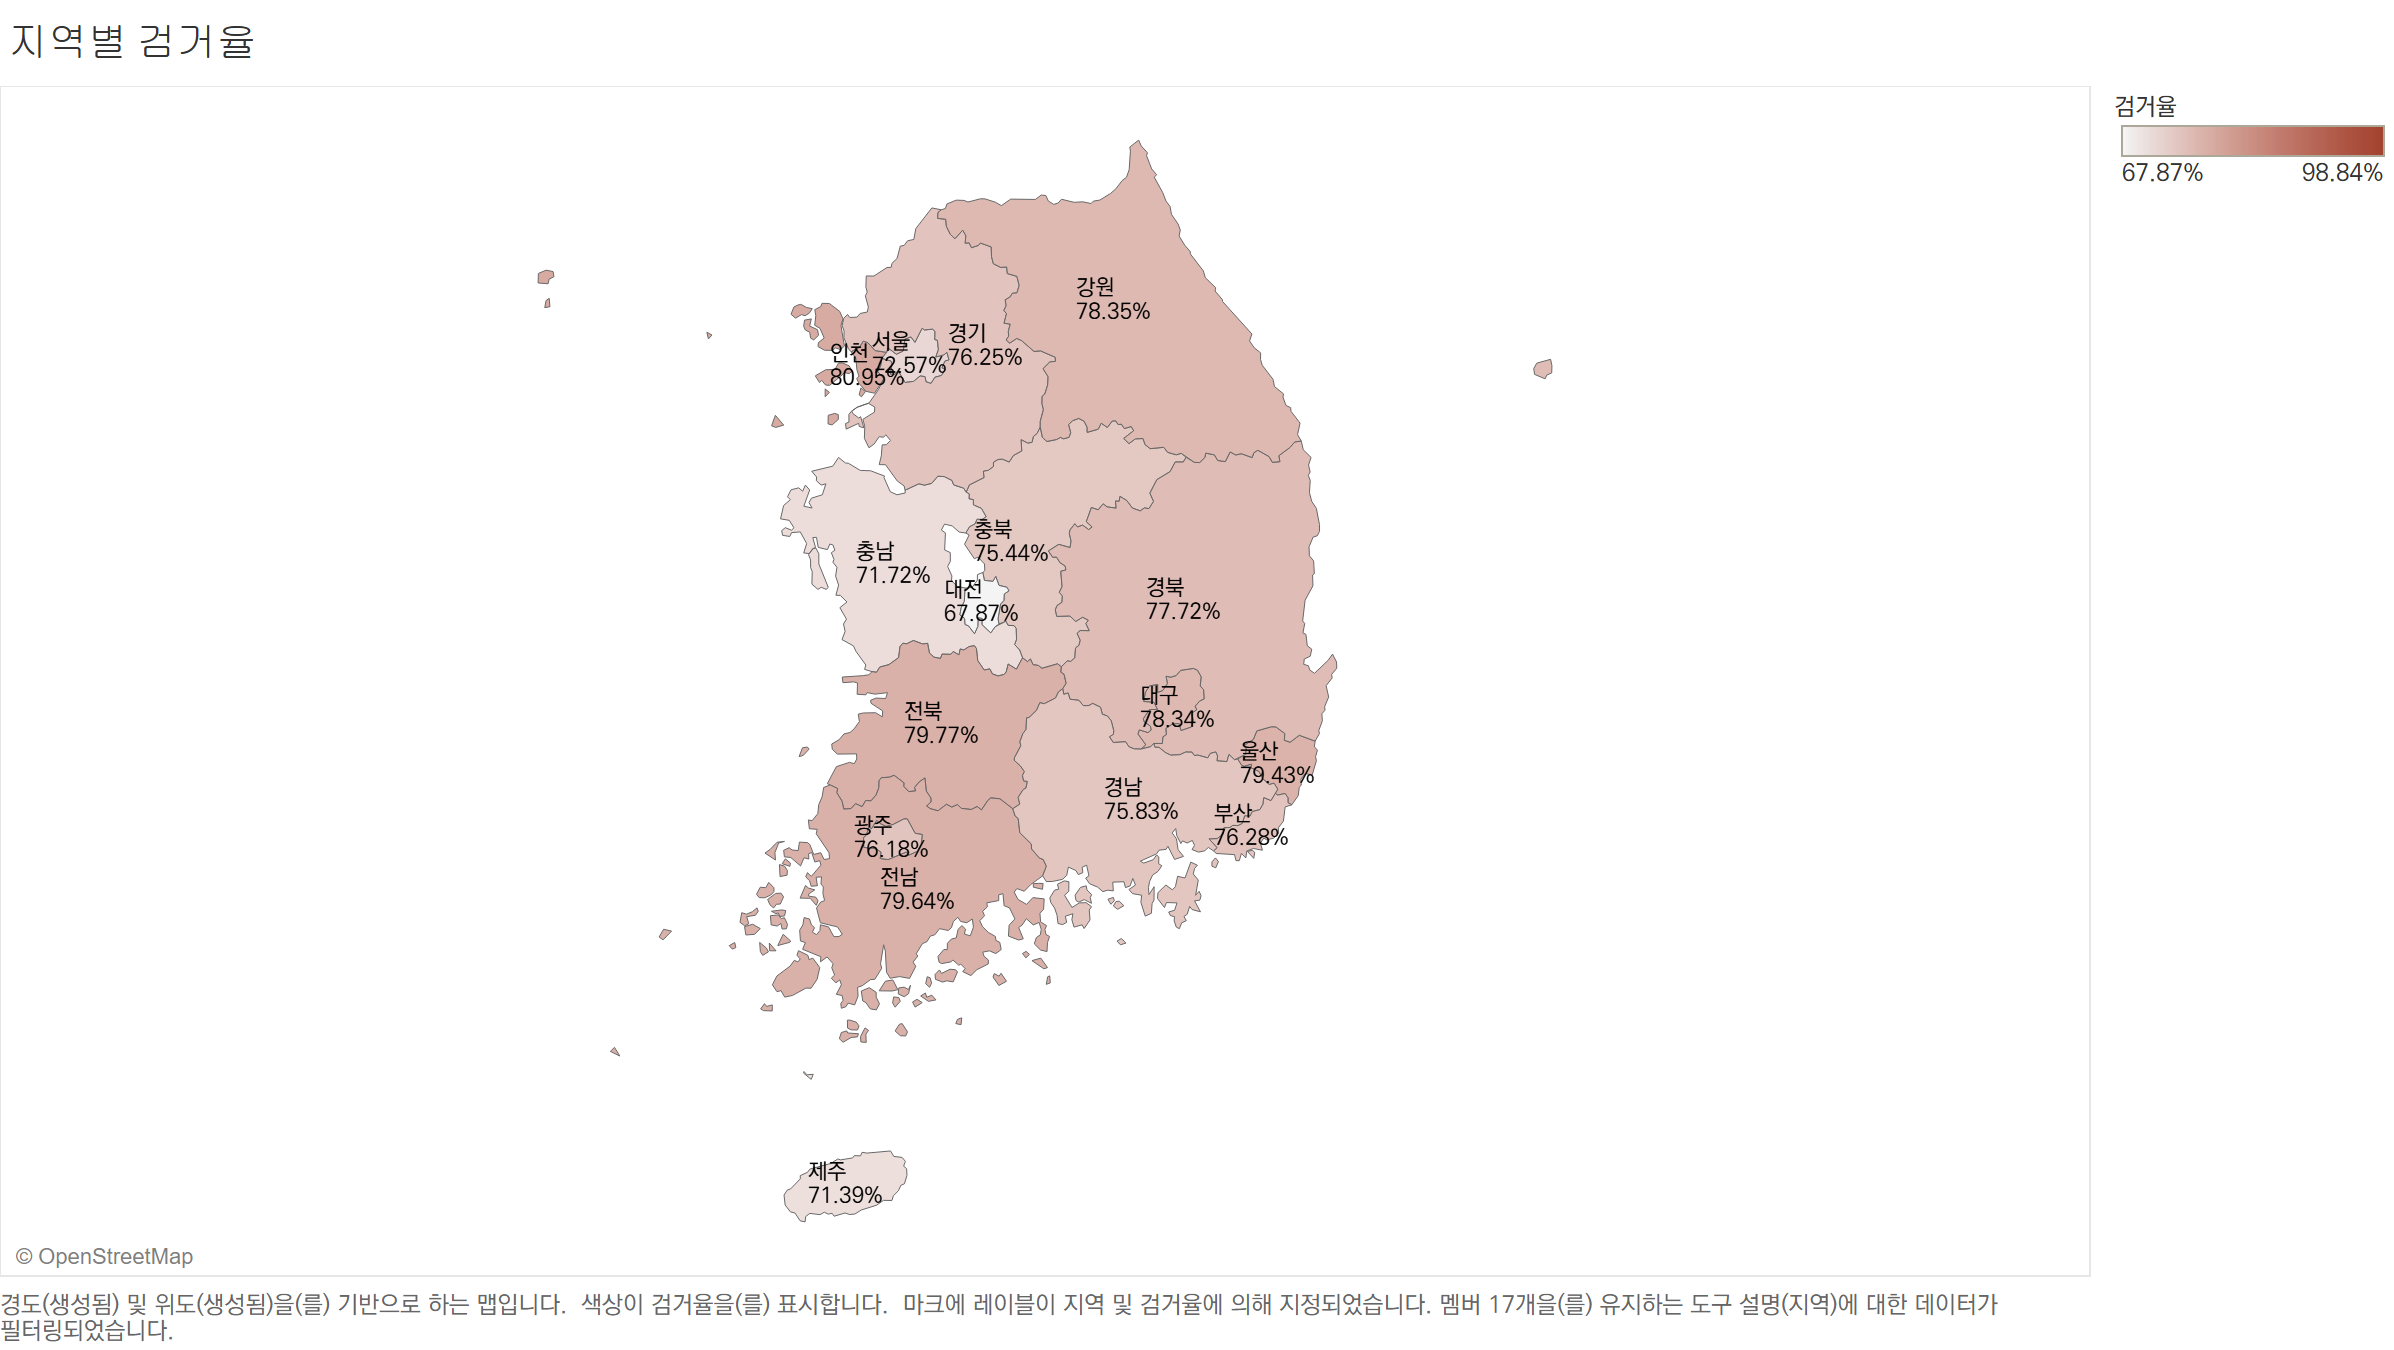 지역별 검거율
검거율
67.87% 98.84%
강원
78.35%
경기
76.25%
서울
72.57%
인천
80.95%
충북
75.44%
충남
71.72%
대전
67.87%
경북
77.72%
대구
78.34%
전북
79.77%
울산
79.43%
경남
75.83%
부산
76.28%
광주
76.18%
전남
79.64%
제주
71.39%
© OpenStreetMap
경도(생성됨) 및 위도(생성됨)을(를) 기반으로 하는 맵입니다.  색상이 검거율을(를) 표시합니다.  마크에 레이블이 지역 및 검거율에 의해 지정되었습니다. 멤버 17개을(를) 유지하는 도구 설명(지역)에 대한 데이터가
필터링되었습니다.